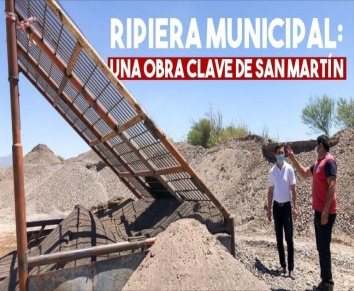 RIPIERA MUNICIPAL:
UNA OBRA CLAVE DE SAN MARTÍN